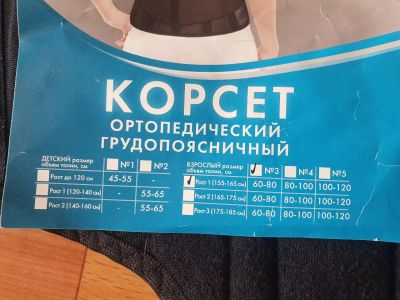 КОРСЕТ
ОРТОПЕДИЧЕСКИЙ
ГРУДОПОЯСНИЧНЫЙ
ДЕТСКИЙ размер
объем талии, см №1 №2
Рост до 120 см 45-55 -
Рост 1 (120-140 см) - 55-65
Рост 2 (140-160 см) - 55-65
ВЗРОСЛЫЙ размер
объем талии, см №3 №4 №5
Рост 1 (155-165 см) 60-80 80-100 100-120
Рост 2 (165-175 см) 60-80 80-100 100-120
Рост 3 (175-185 см) 60-80 80-100 100-120